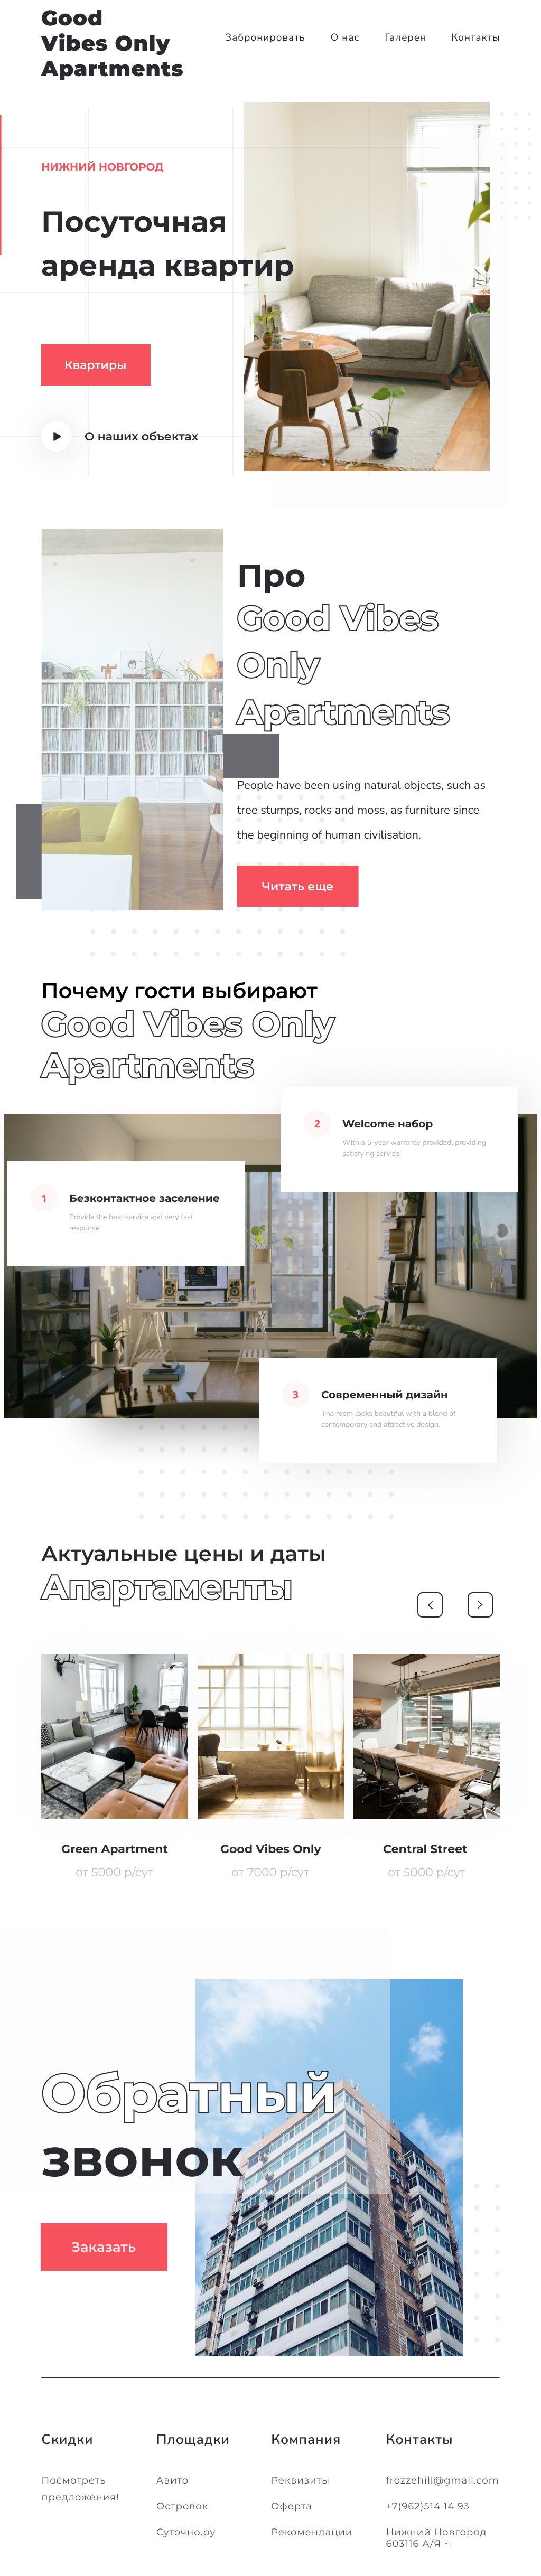 Good
Vibes Only
Apartments
Забронировать
О нас
Галерея
Контакты
НИЖНИЙ НОВГОРОД
Посуточная
аренда квартир
Квартиры
О наших объектах
Про
Good Vibes
Only
Apartments
People have been using natural objects, such as
tree stumps, rocks and moss, as furniture since
the beginning of human civilisation.
Читать еще
Почему гости выбирают
Good Vibes Only
Apartments
2
Welcome набор
With a 5-year warranty provided, providing
satisfying service.
1
Безконтактное заселение
Provide the best service and very fast
response.
3
Современный дизайн
The room looks beautiful with a blend of
contemporary and attractive design.
Актуальные цены и даты
Апартаменты
Green Apartment
от 5000 р/сут
Good Vibes Only
от 7000 р/сут
Central Street
от 5000 р/сут
Обратный
звонок
Заказать
Скидки
Посмотреть
предложения!
Площадки
Авито
Островок
Суточно.ру
Компания
Реквизиты
Оферта
Рекомендации
Контакты
frozzehill@gmail.com
+7(962)514 14 93
Нижний Новгород
603116 А/Я ~